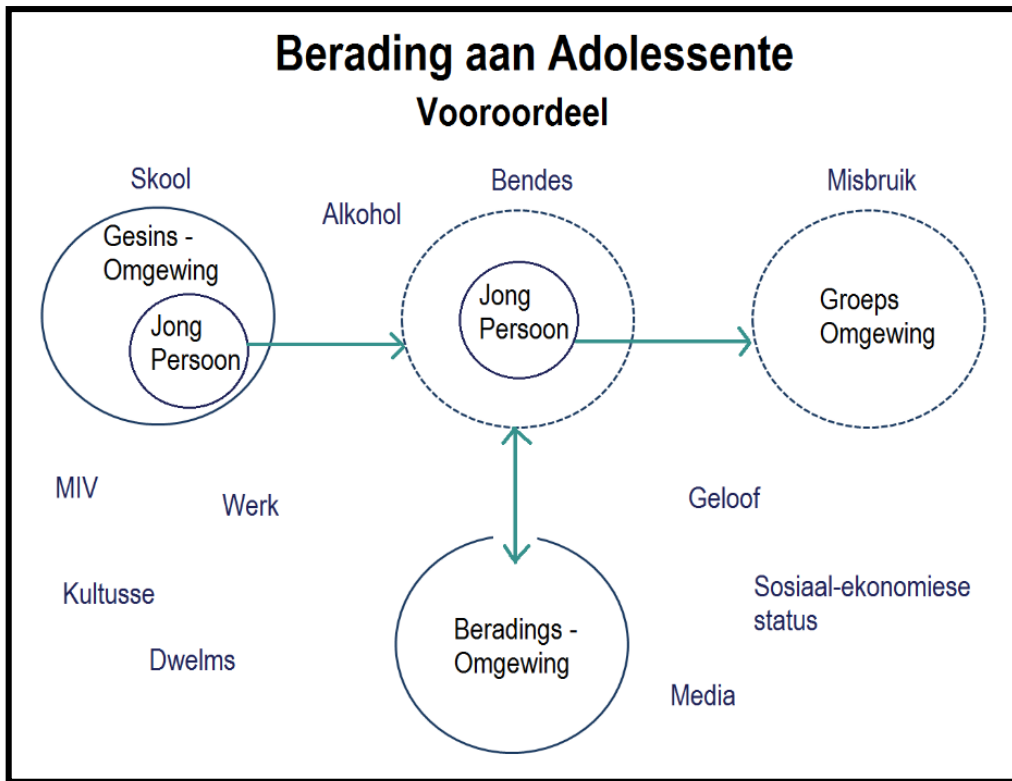 Berading aan Adolessente
Vooroordeel
Skool
Bendes
Misbruik
Alkohol
Gesins -
Omgewing
Jong
Persoon
Jong
Persoon
Groeps
Omgewing
MIV
Werk
Geloof
Kultusse
Sosiaal-ekonomiese
status
Dwelms
Beradings -
Omgewing
Media